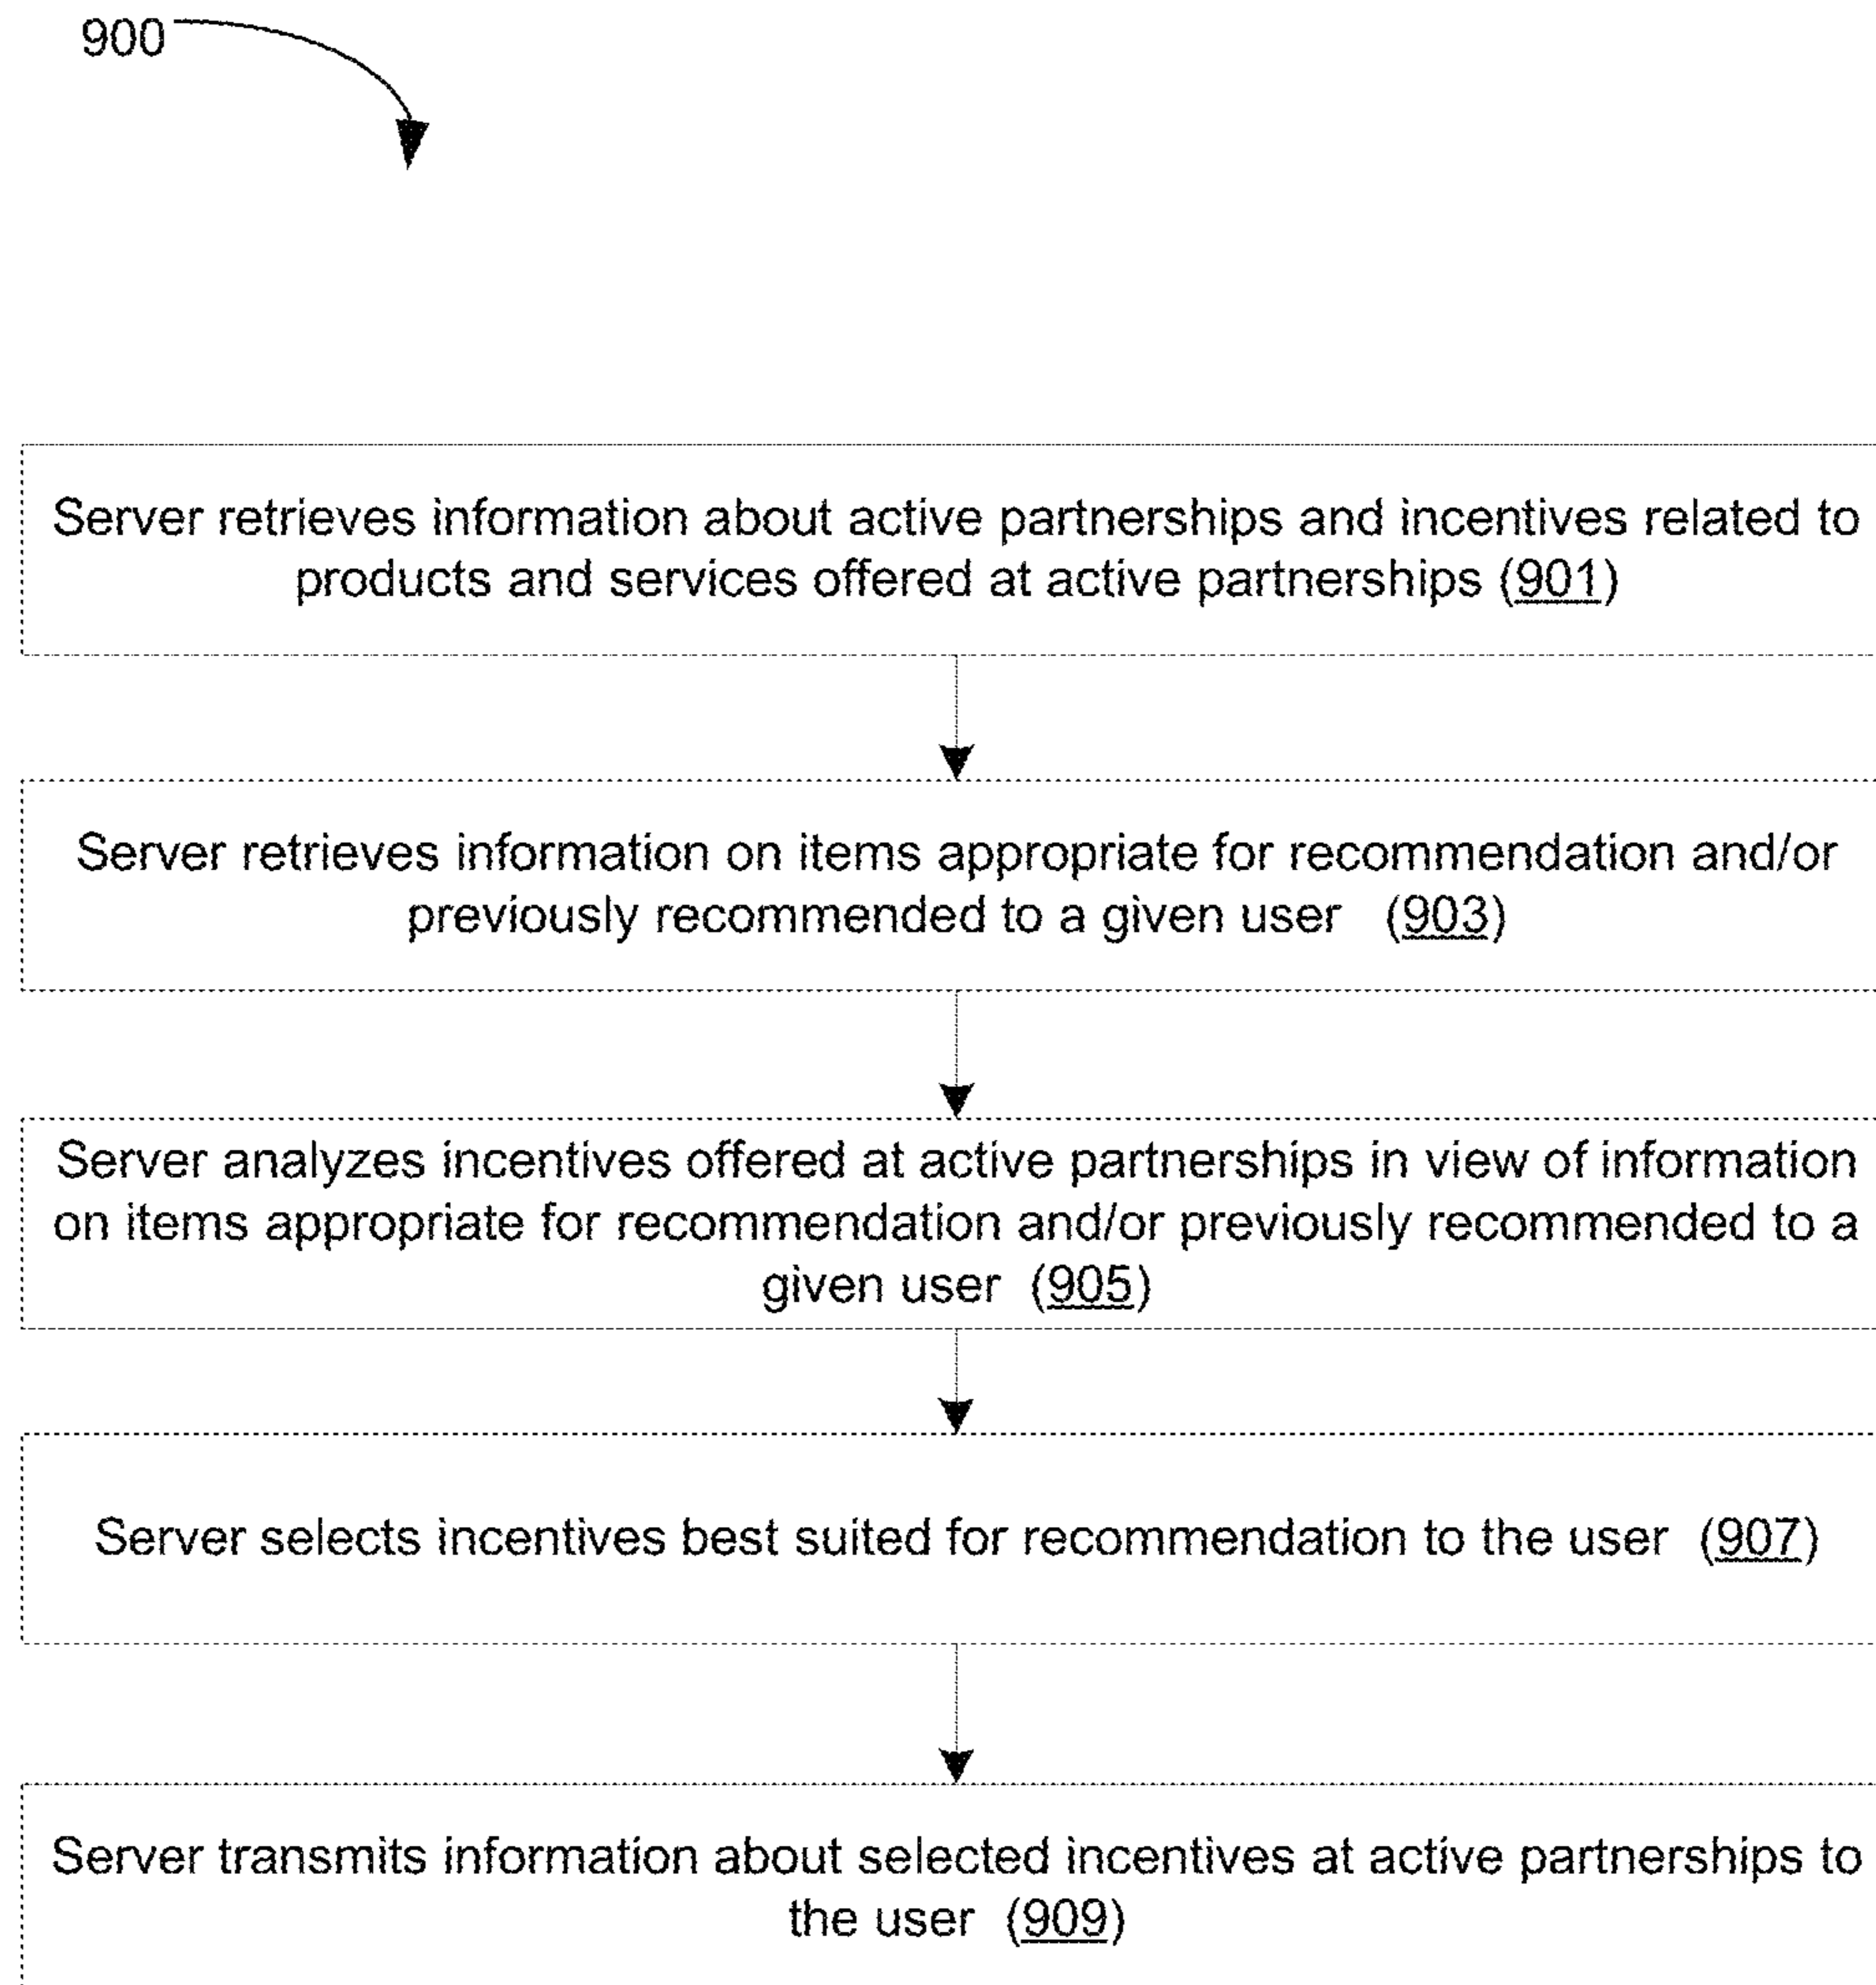 900
Server retrieves information about active partnerships and incentives related to
products and services offered at active partnerships (901)
Server retrieves information on items appropriate for recommendation and/or
previously recommended to a given user (903)
Server analyzes incentives offered at active partnerships in view of information
on items appropriate for recommendation and/or previously recommended to a
given user (905)
Server selects incentives best suited for recommendation to the user (907)
Server transmits information about selected incentives at active partnerships to
the user (909)